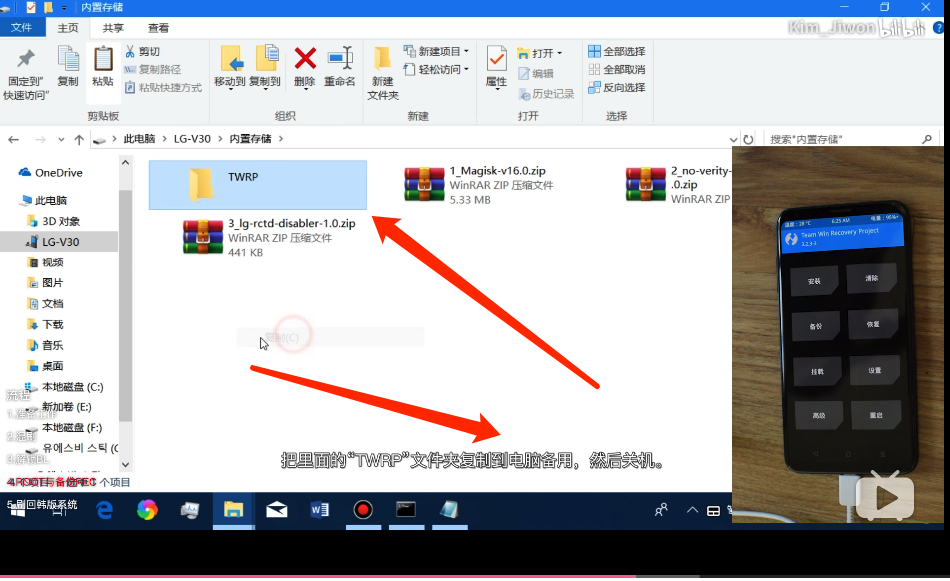 内置存储
文件 主页 共享 查看
Kim_Jiwon bilibili
固定到"快速访问"
复制
粘贴
剪切
复制路径
粘贴快捷方式
剪贴板
移动到
复制到
删除
重命名
组织
新建文件夹
新建项目
轻松访问
新建
属性
打开
编辑
历史记录
打开
全部选择
全部取消
反向选择
选择
此电脑 > LG-V30 > 内置存储 >
搜索"内置存储"
OneDrive
此电脑
3D 对象
LG-V30
视频
图片
文档
下载
音乐
桌面
本地磁盘 (C:)
新加卷 (E:)
本地磁盘 (F:)
유에스비 스틱 (G
TWRP
1_Magisk-v16.0.zip
WinRAR ZIP 压缩文件
5.33 MB
2_no-verity-
.0.zip
WinRAR ZIP
3_lg-rctd-disabler-1.0.zip
WinRAR ZIP 压缩文件
441 KB
复制(C)
把里面的“TWRP”文件夹复制到电脑备用，然后关机。
流程
3.解锁BL
4.ROOT与备份REC
个项目
5.刷回韩版系统
6:25 AM
Team Win Recovery Project
3.2.3-3
安装
清除
备份
恢复
挂载
设置
高级
重启